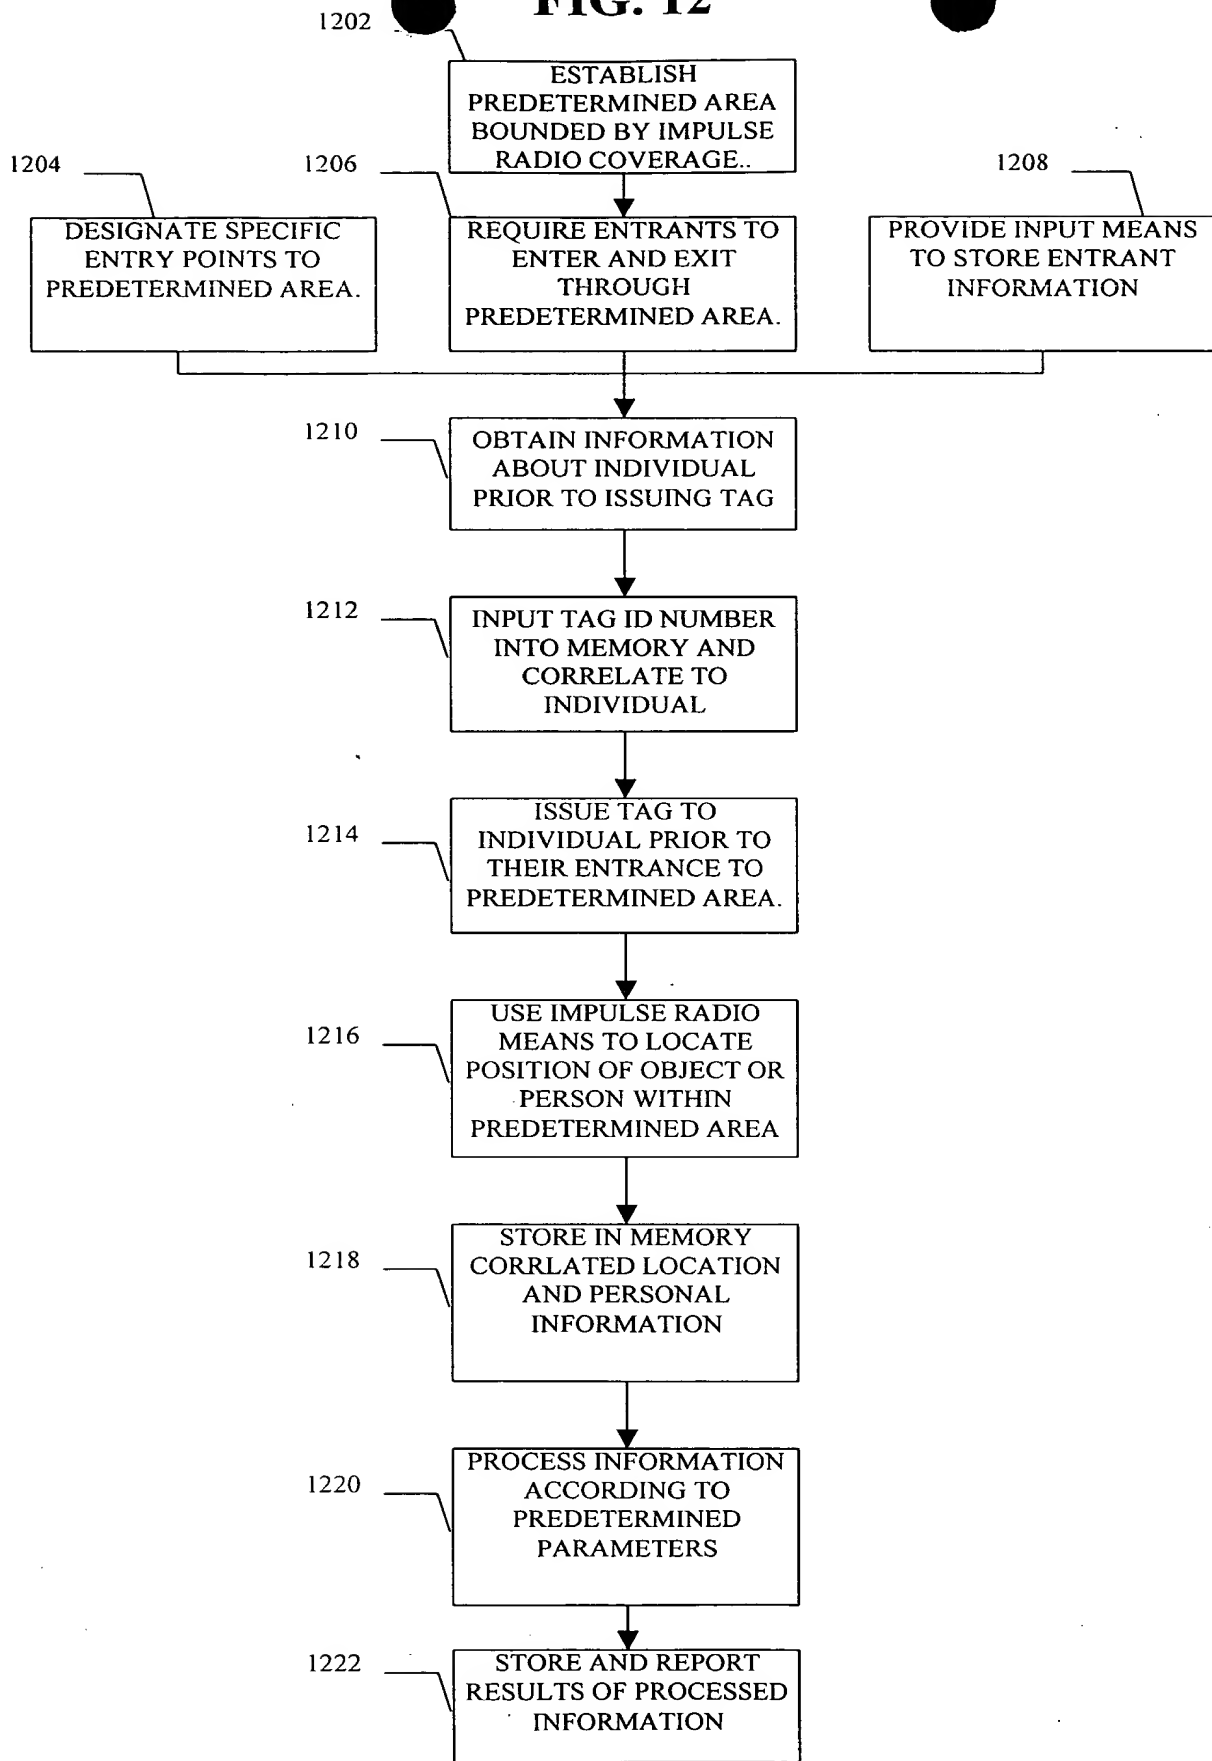 FIG. 12
1202
ESTABLISH
PREDETERMINED AREA
BOUNDED BY IMPULSE
RADIO COVERAGE..
1204
DESIGNATE SPECIFIC
ENTRY POINTS TO
PREDETERMINED AREA.
1206
REQUIRE ENTRANTS TO
ENTER AND EXIT
THROUGH
PREDETERMINED AREA.
1208
PROVIDE INPUT MEANS
TO STORE ENTRANT
INFORMATION
1210
OBTAIN INFORMATION
ABOUT INDIVIDUAL
PRIOR TO ISSUING TAG
1212
INPUT TAG ID NUMBER
INTO MEMORY AND
CORRELATE TO
INDIVIDUAL
1214
ISSUE TAG TO
INDIVIDUAL PRIOR TO
THEIR ENTRANCE TO
PREDETERMINED AREA.
1216
USE IMPULSE RADIO
MEANS TO LOCATE
POSITION OF OBJECT OR
PERSON WITHIN
PREDETERMINED AREA
1218
STORE IN MEMORY
CORRLATED LOCATION
AND PERSONAL
INFORMATION
1220
PROCESS INFORMATION
ACCORDING TO
PREDETERMINED
PARAMETERS
1222
STORE AND REPORT
RESULTS OF PROCESSED
INFORMATION